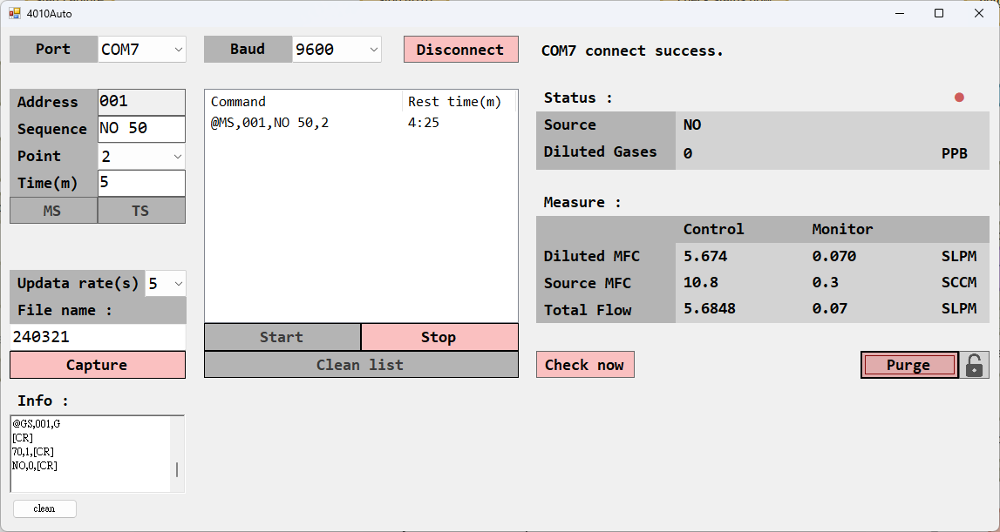 4010Auto
Port COM7 Baud 9600 Disconnect COM7 connect success.
Address 001
Sequence NO 50
Point 2
Time(m) 5
MS TS
Updata rate(s) 5
File name :
240321
Capture
Info :
@GS,001,G
[CR]
70,1,[CR]
NO,0,[CR]
clean
Command Rest time(m)
@MS,001,NO 50,2 4:25
Start Stop
Clean list
Status :
Source NO
Diluted Gases 0 PPB
Measure :
Control Monitor
Diluted MFC 5.674 0.070 SLPM
Source MFC 10.8 0.3 SCCM
Total Flow 5.6848 0.07 SLPM
Check now Purge